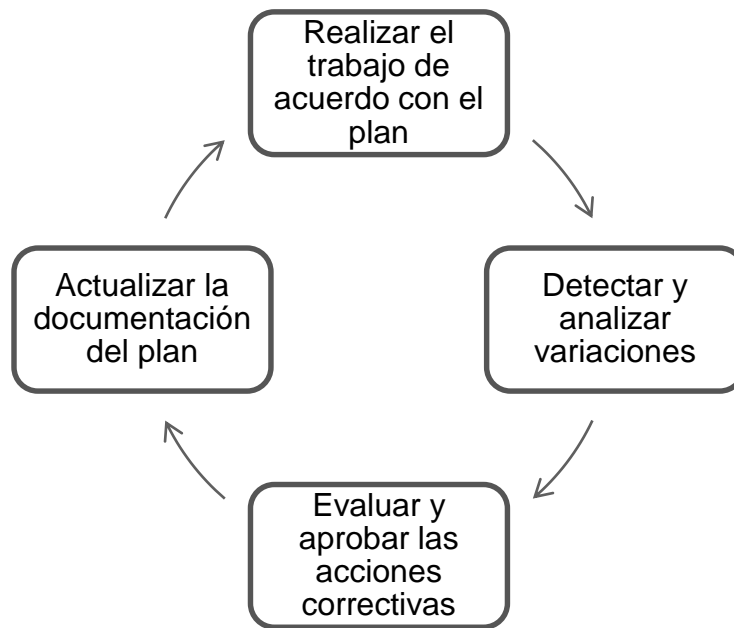 Realizar el
trabajo de
acuerdo con el
plan
Detectar y
analizar
variaciones
Evaluar y
aprobar las
acciones
correctivas
Actualizar la
documentación
del plan